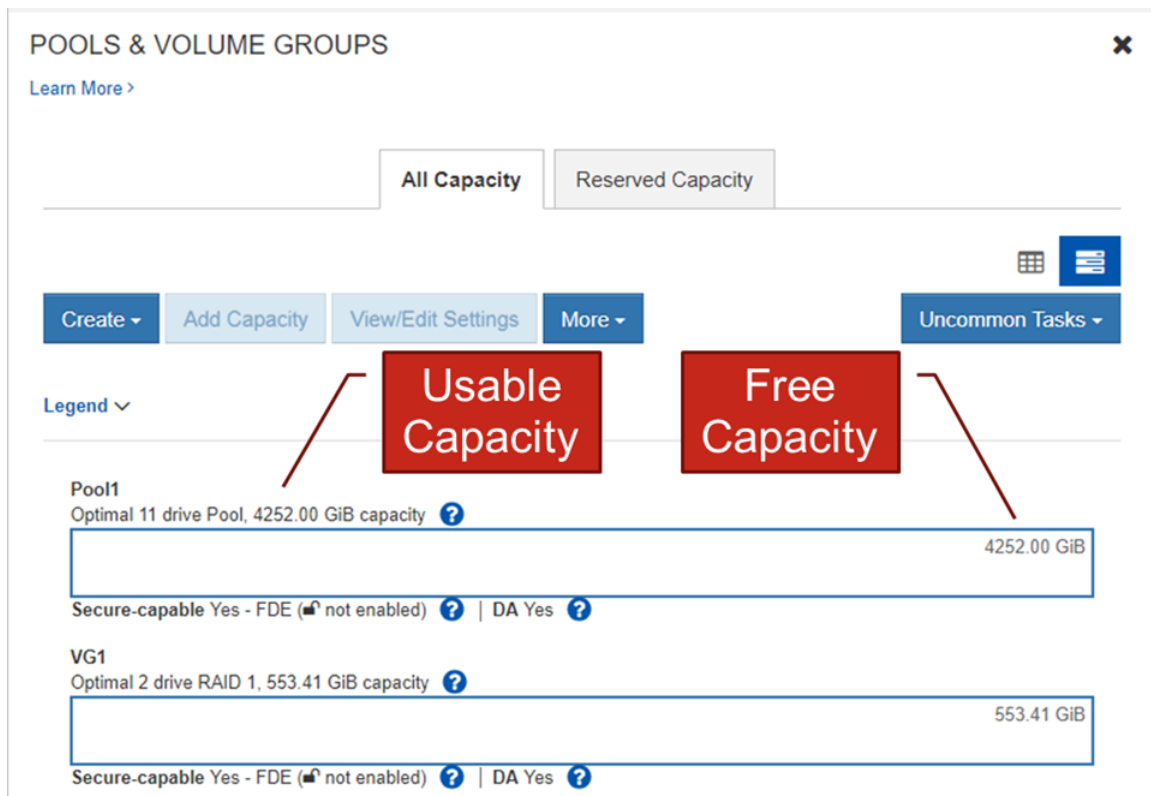 POOLS & VOLUME GROUPS
Learn More >
All Capacity
Reserved Capacity
Create
Add Capacity
View/Edit Settings
More
Uncommon Tasks
Usable
Capacity
Free
Capacity
Legend
Pool1
Optimal 11 drive Pool, 4252.00 GiB capacity ?
4252.00 GiB
Secure-capable Yes - FDE ( not enabled) ? | DA Yes ?
VG1
Optimal 2 drive RAID 1, 553.41 GiB capacity ?
553.41 GiB
Secure-capable Yes - FDE ( not enabled) ? | DA Yes ?